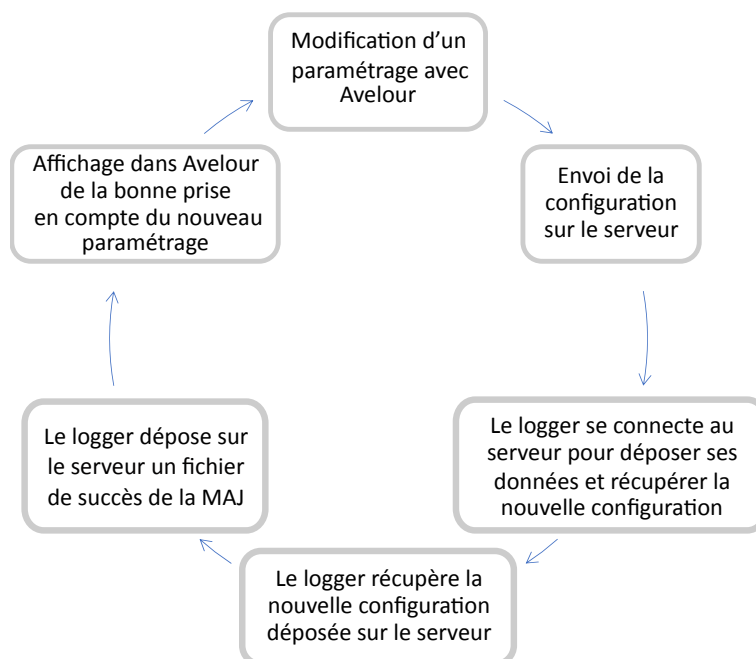 Modification d’un
paramétrage avec
Avelour
Envoi de la
configuration
sur le serveur
Le logger se connecte au
serveur pour déposer ses
données et récupérer la
nouvelle configuration
Le logger récupère la
nouvelle configuration
déposée sur le serveur
Le logger dépose sur
le serveur un fichier
de succès de la MAJ
Affichage dans Avelour
de la bonne prise
en compte du nouveau
paramétrage